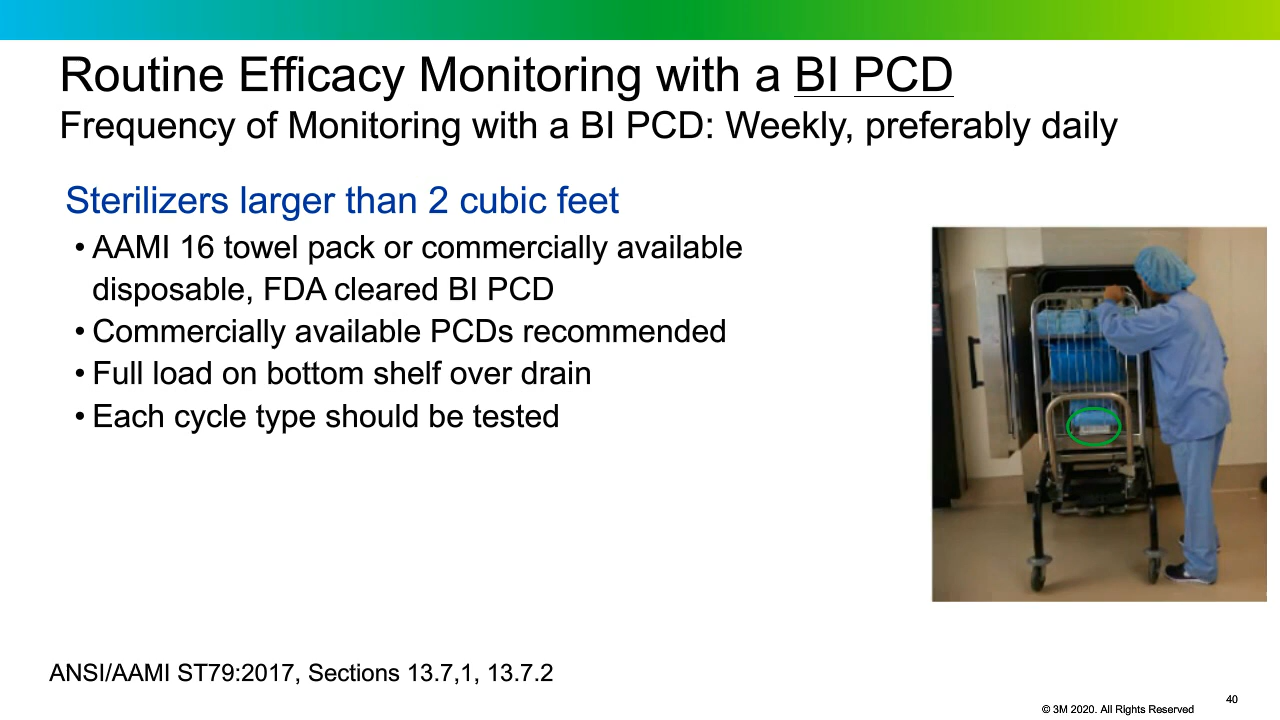 Routine Efficacy Monitoring with a BI PCD
Frequency of Monitoring with a BI PCD: Weekly, preferably daily
Sterilizers larger than 2 cubic feet
• AAMI 16 towel pack or commercially available
disposable, FDA cleared BI PCD
• Commercially available PCDs recommended
• Full load on bottom shelf over drain
• Each cycle type should be tested
ANSI/AAMI ST79:2017, Sections 13.7,1, 13.7.2
40
© 3M 2020. All Rights Reserved